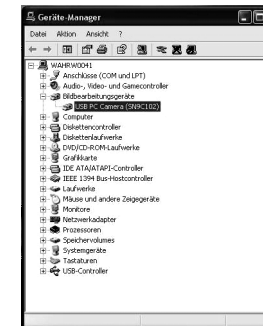 Geräte-Manager
Datei Aktion Ansicht ?
WAHRW0041
Anschlüsse (COM und LPT)
Audio-, Video- und Gamecontroller
Bildbearbeitungsgeräte
USB PC Camera (SN9C102)
Computer
Diskettencontroller
Diskettenlaufwerke
DVD/CD-ROM-Laufwerke
Grafikkarte
IDE ATA/ATAPI-Controller
IEEE 1394 Bus-Hostcontroller
Laufwerke
Mäuse und andere Zeigegeräte
Monitore
Netzwerkadapter
Prozessoren
Speichervolumes
Systemgeräte
Tastaturen
USB-Controller